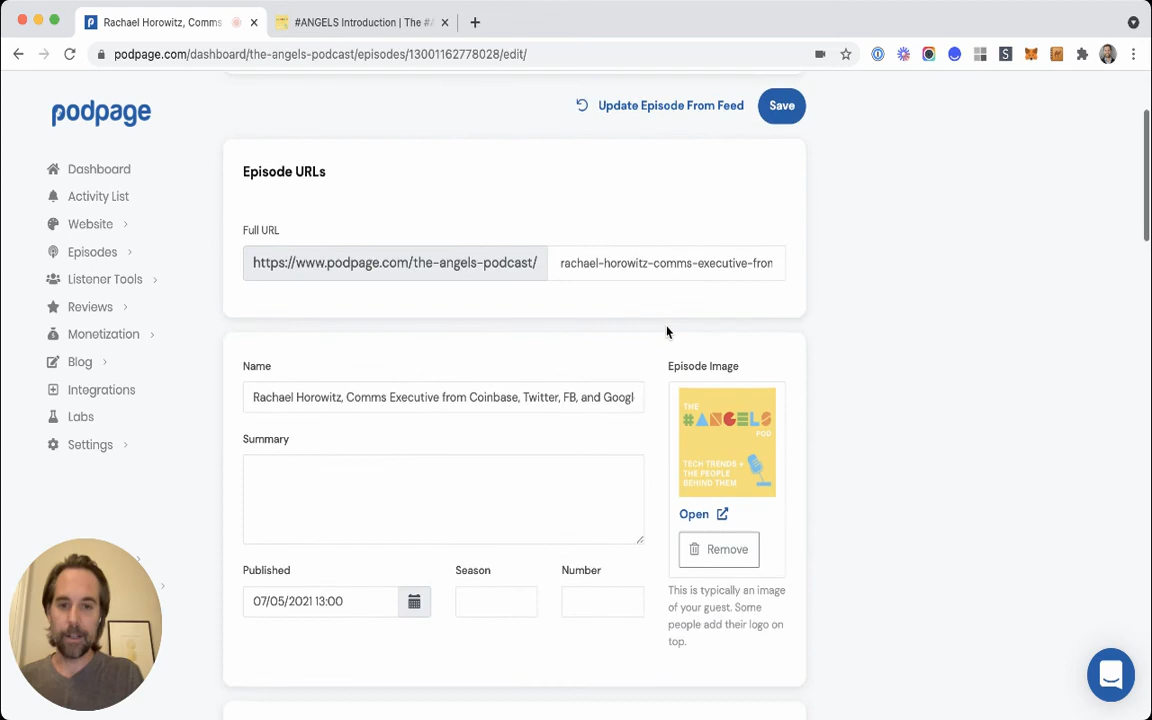 Rachael Horowitz, Comms
#ANGELS Introduction | The #A
podpage.com/dashboard/the-angels-podcast/episodes/13001162778028/edit/
podpage
Update Episode From Feed
Save
Dashboard
Activity List
Website
Episodes
Listener Tools
Reviews
Monetization
Blog
Integrations
Labs
Settings
Episode URLs
Full URL
https://www.podpage.com/the-angels-podcast/
rachael-horowitz-comms-executive-fron
Name
Rachael Horowitz, Comms Executive from Coinbase, Twitter, FB, and Googl
Summary
Published
07/05/2021 13:00
Season
Number
Episode Image
THE
#ANGELS
POD
TECH TRENDS +
THE PEOPLE
BEHIND THEM
Open
Remove
This is typically an image
of your guest. Some
people add their logo on
top.